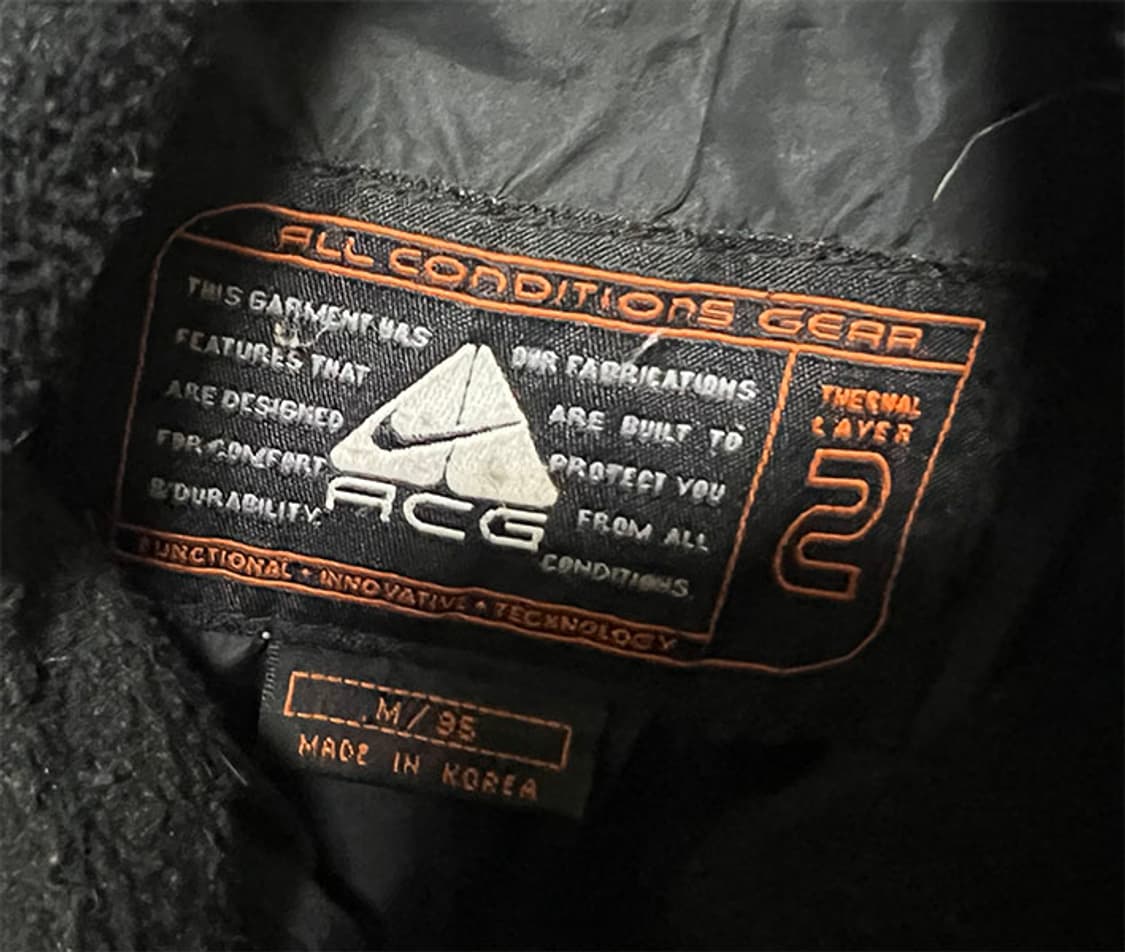 ALL CONDITIONS GEAR
THIS GARMENT HAS
FEATURES THAT
ARE DESIGNED
FOR COMFORT
& DURABILITY.
ACG
OUR FABRICATIONS
ARE BUILT TO
PROTECT YOU
FROM ALL
CONDITIONS.
THERMAL
LAYER
2
FUNCTIONAL • INNOVATIVE • TECHNOLOGY
M/95
MADE IN KOREA